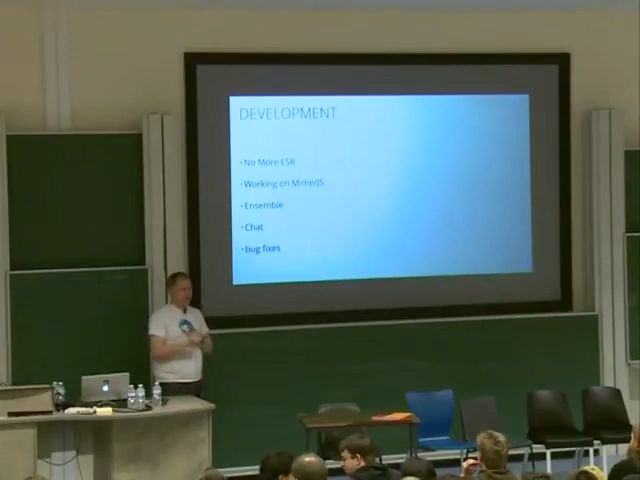 DEVELOPMENT
• No More ESR
• Working on Mime/JS
• Ensemble
• Chat
• bug fixes